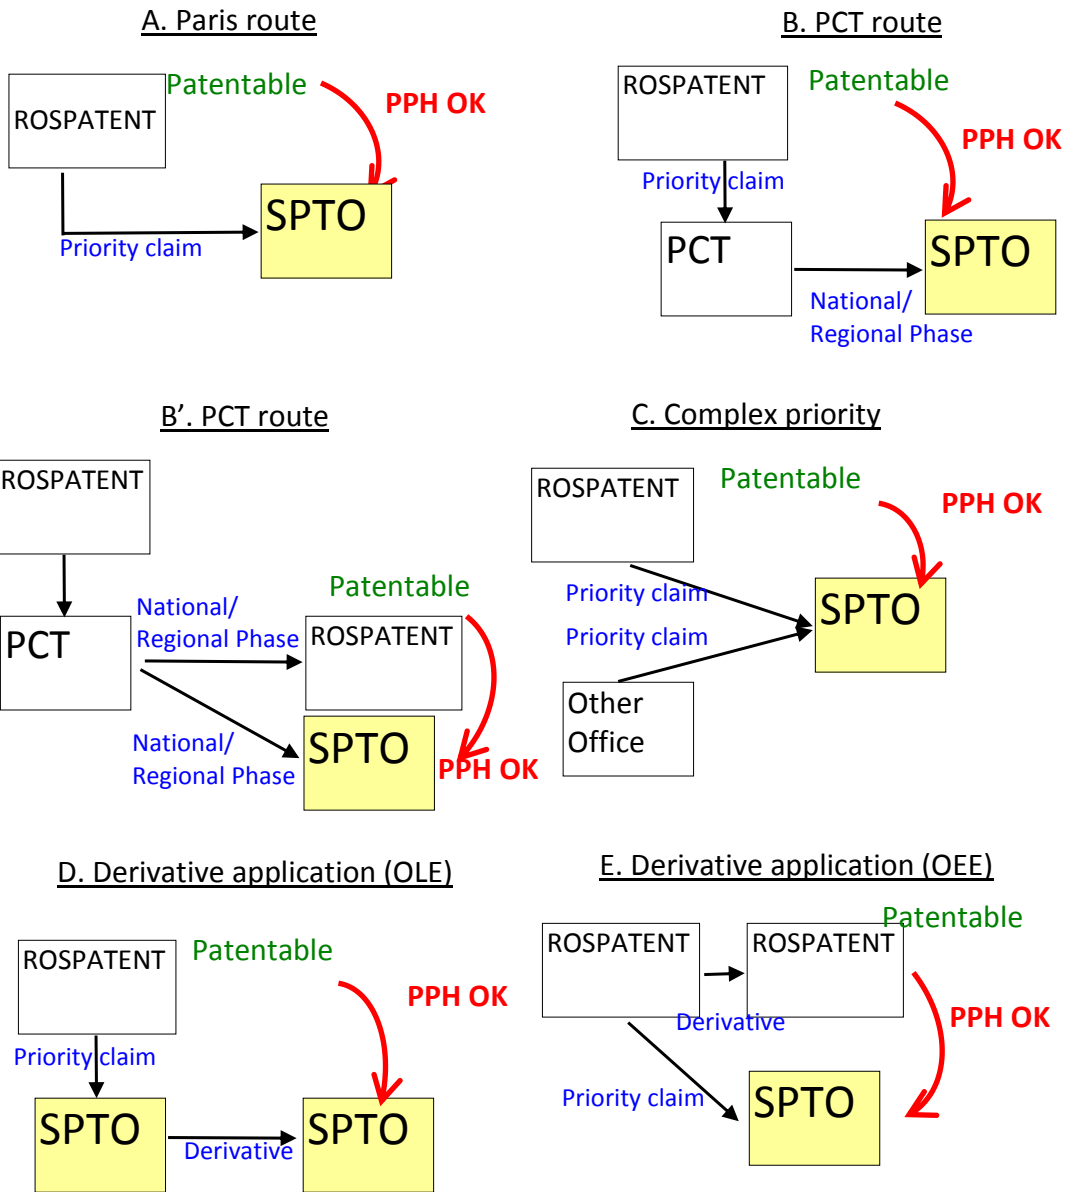 A. Paris route
ROSPATENT
Patentable
PPH OK
SPTO
Priority claim
B. PCT route
ROSPATENT
Patentable
PPH OK
Priority claim
PCT
SPTO
National/
Regional Phase
B’. PCT route
ROSPATENT
PCT
National/
Regional Phase
Patentable
ROSPATENT
National/
Regional Phase
SPTO
PPH OK
C. Complex priority
ROSPATENT
Patentable
PPH OK
Priority claim
Priority claim
SPTO
Other
Office
D. Derivative application (OLE)
ROSPATENT
Patentable
PPH OK
Priority claim
SPTO
Derivative
SPTO
E. Derivative application (OEE)
Patentable
ROSPATENT
ROSPATENT
Derivative
PPH OK
Priority claim
SPTO